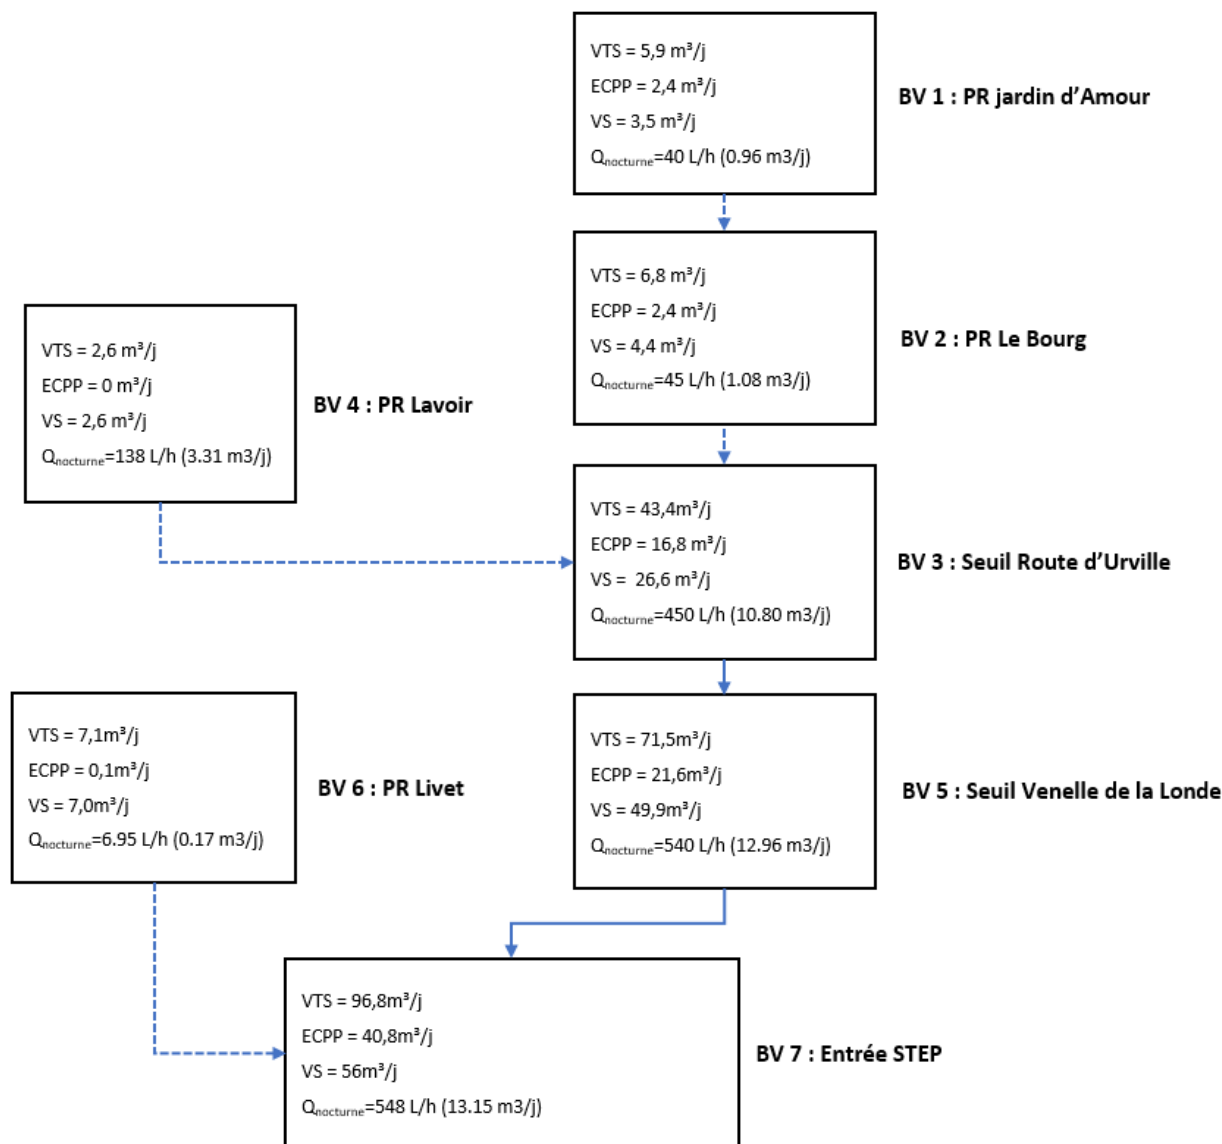 VTS = 5,9 m³/j
ECPP = 2,4 m³/j
VS = 3,5 m³/j
Qnocturne=40 L/h (0.96 m3/j)
BV 1 : PR jardin d’Amour
VTS = 6,8 m³/j
ECPP = 2,4 m³/j
VS = 4,4 m³/j
Qnocturne=45 L/h (1.08 m3/j)
BV 2 : PR Le Bourg
VTS = 2,6 m³/j
ECPP = 0 m³/j
VS = 2,6 m³/j
Qnocturne=138 L/h (3.31 m3/j)
BV 4 : PR Lavoir
VTS = 43,4m³/j
ECPP = 16,8 m³/j
VS =  26,6 m³/j
Qnocturne=450 L/h (10.80 m3/j)
BV 3 : Seuil Route d’Urville
VTS = 7,1m³/j
ECPP = 0,1m³/j
VS = 7,0m³/j
Qnocturne=6.95 L/h (0.17 m3/j)
BV 6 : PR Livet
VTS = 71,5m³/j
ECPP = 21,6m³/j
VS = 49,9m³/j
Qnocturne=540 L/h (12.96 m3/j)
BV 5 : Seuil Venelle de la Londe
VTS = 96,8m³/j
ECPP = 40,8m³/j
VS = 56m³/j
Qnocturne=548 L/h (13.15 m3/j)
BV 7 : Entrée STEP